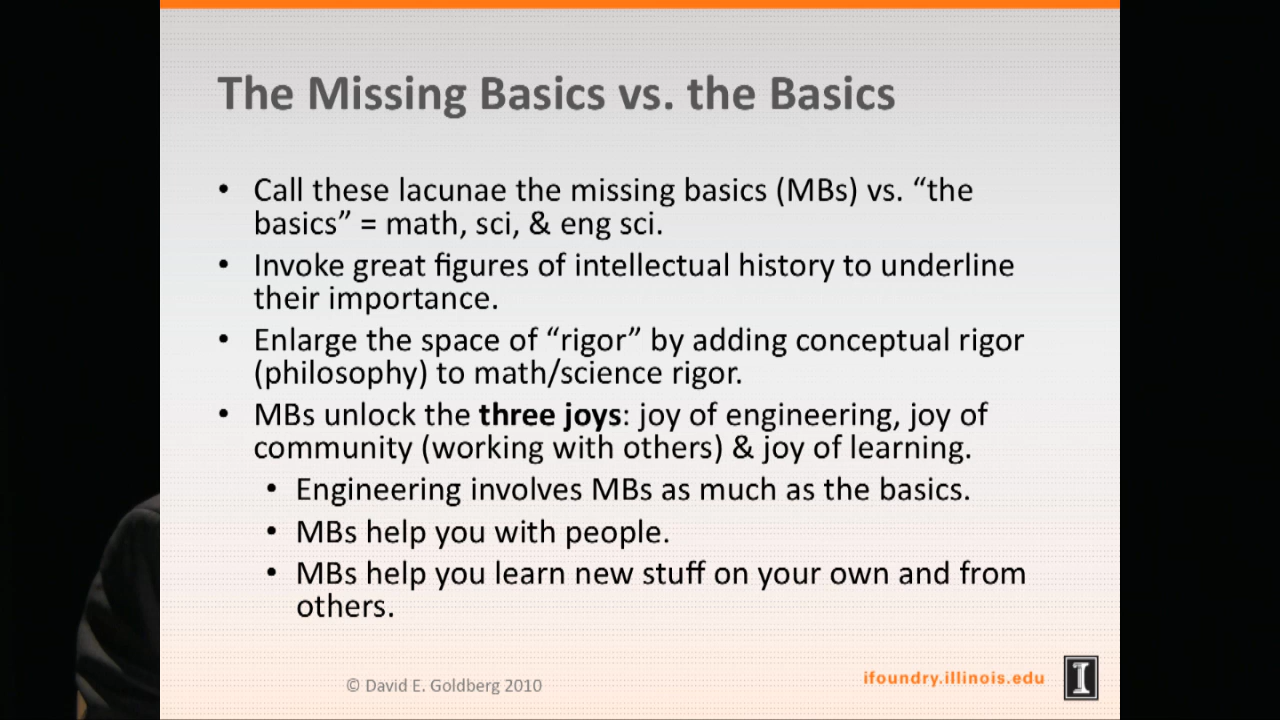 The Missing Basics vs. the Basics
• Call these lacunae the missing basics (MBs) vs. “the
basics” = math, sci, & eng sci.
• Invoke great figures of intellectual history to underline
their importance.
• Enlarge the space of “rigor” by adding conceptual rigor
(philosophy) to math/science rigor.
• MBs unlock the three joys: joy of engineering, joy of
community (working with others) & joy of learning.
• Engineering involves MBs as much as the basics.
• MBs help you with people.
• MBs help you learn new stuff on your own and from
others.
© David E. Goldberg 2010
ifoundry.illinois.edu
I